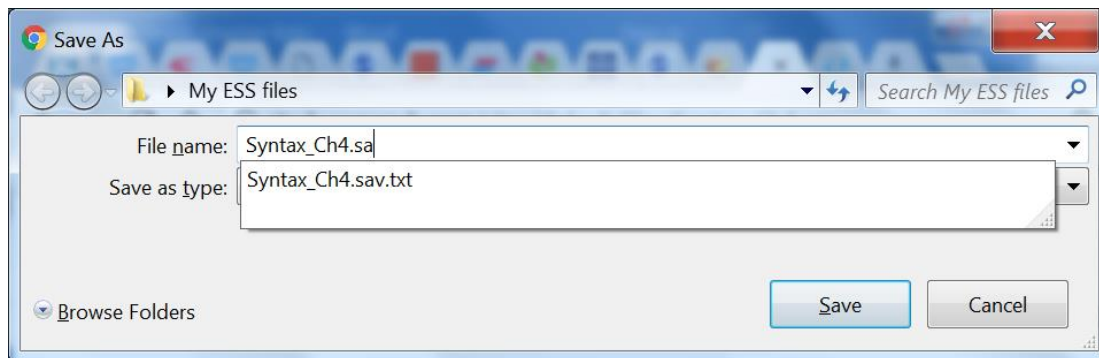 Save As
My ESS files
Search My ESS files
File name: Syntax_Ch4.sa
Save as type: Syntax_Ch4.sav.txt
Browse Folders
Save
Cancel